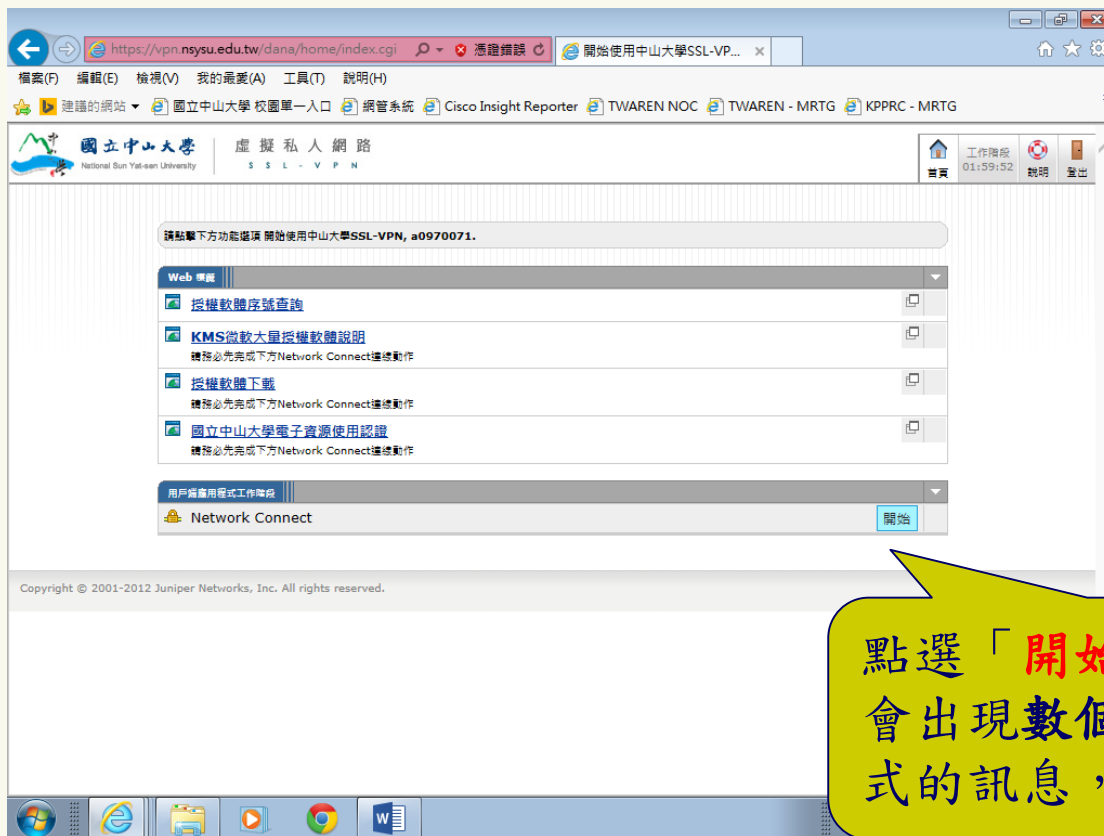 https://vpn.nsysu.edu.tw/dana/home/index.cgi 憑證錯誤 開始使用中山大學SSL-VP...
檔案(F) 編輯(E) 檢視(V) 我的最愛(A) 工具(T) 說明(H)
建議的網站 國立中山大學 校園單一入口 網管系統 Cisco Insight Reporter TWAREN NOC TWAREN - MRTG KPPRC - MRTG
國立中山大學 虛擬私人網路
National Sun Yat-sen University SSL-VPN
工作階段
01:59:52
首頁 說明 登出
請點擊下方功能選項 開始使用中山大學SSL-VPN, a0970071.
Web 標籤
授權軟體序號查詢
KMS微軟大量授權軟體說明
請務必先完成下方Network Connect連線動作
授權軟體下載
請務必先完成下方Network Connect連線動作
國立中山大學電子資源使用認證
請務必先完成下方Network Connect連線動作
用戶端應用程式工作階段
Network Connect 開始
Copyright © 2001-2012 Juniper Networks, Inc. All rights reserved.
點選「開始
會出現數個
式的訊息，